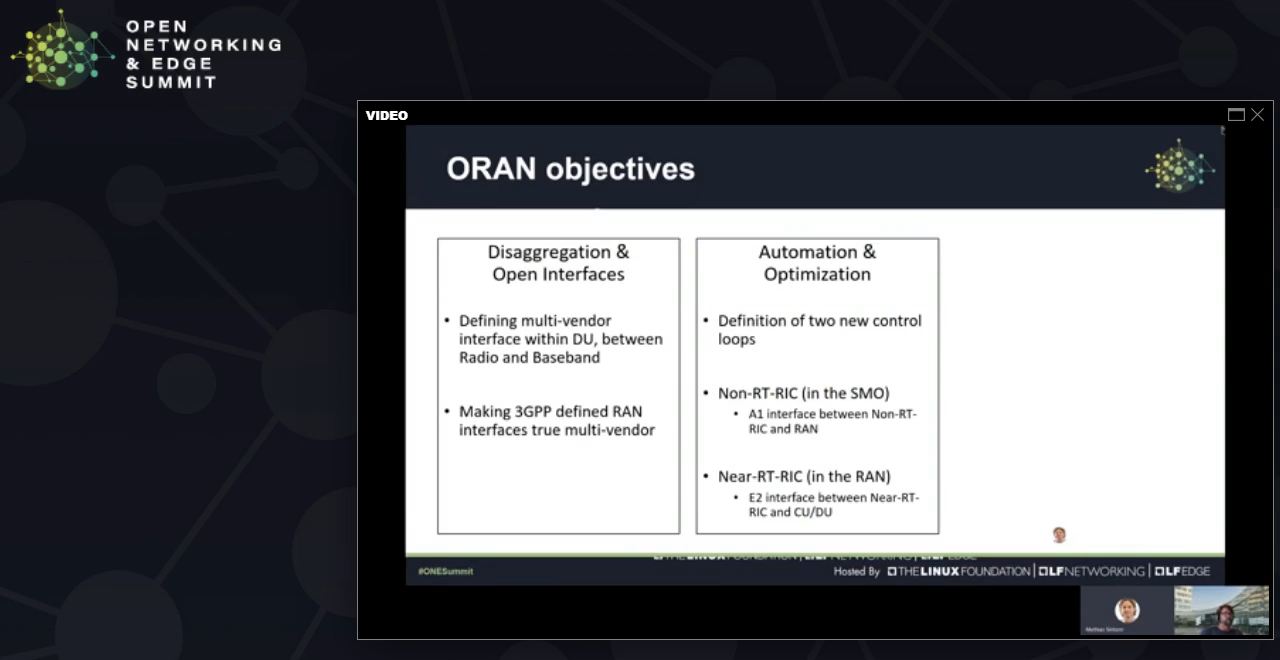 OPEN
NETWORKING
& EDGE
SUMMIT
VIDEO
ORAN objectives
Disaggregation &
Open Interfaces
• Defining multi-vendor
interface within DU, between
Radio and Baseband
• Making 3GPP defined RAN
interfaces true multi-vendor
Automation &
Optimization
• Definition of two new control
loops
• Non-RT-RIC (in the SMO)
• A1 interface between Non-RT-
RIC and RAN
• Near-RT-RIC (in the RAN)
• E2 interface between Near-RT-
RIC and CU/DU
#ONESummit
Hosted By THE LINUX FOUNDATION | LF NETWORKING | LF EDGE